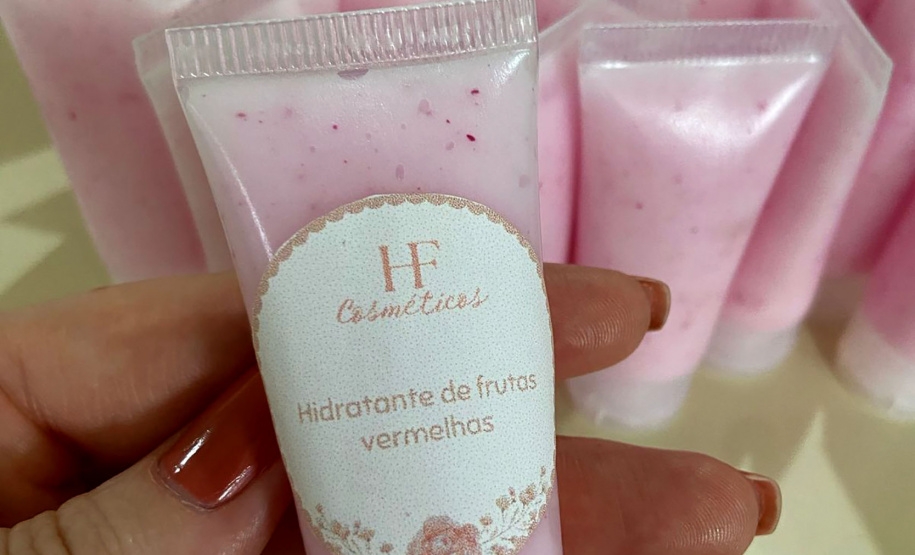 HF
Cosméticos
Hidratante de frutas
vermelhas